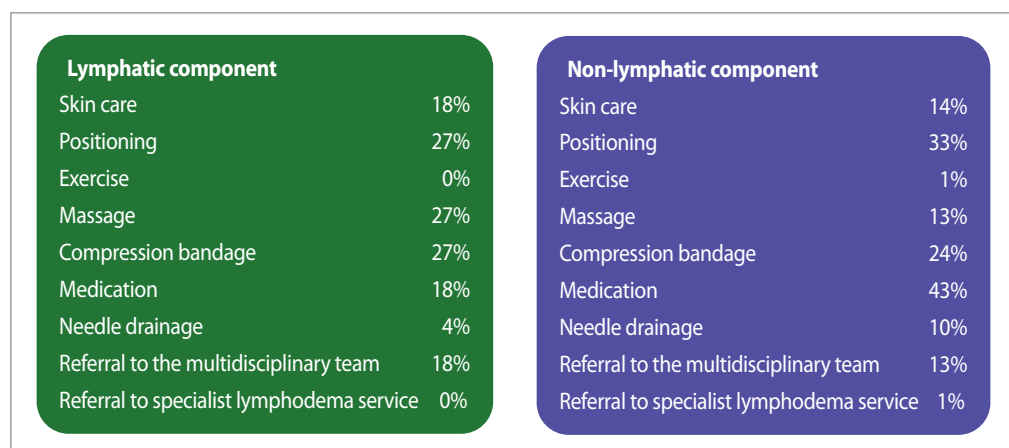 Lymphatic component
Skin care 18%
Positioning 27%
Exercise 0%
Massage 27%
Compression bandage 27%
Medication 18%
Needle drainage 4%
Referral to the multidisciplinary team 18%
Referral to specialist lymphodema service 0%
Non-lymphatic component
Skin care 14%
Positioning 33%
Exercise 1%
Massage 13%
Compression bandage 24%
Medication 43%
Needle drainage 10%
Referral to the multidisciplinary team 13%
Referral to specialist lymphodema service 1%